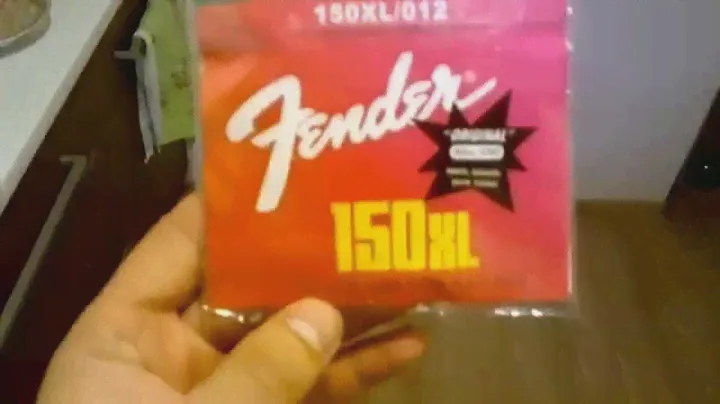 150XL/012
Fender
"ORIGINAL"
150XL